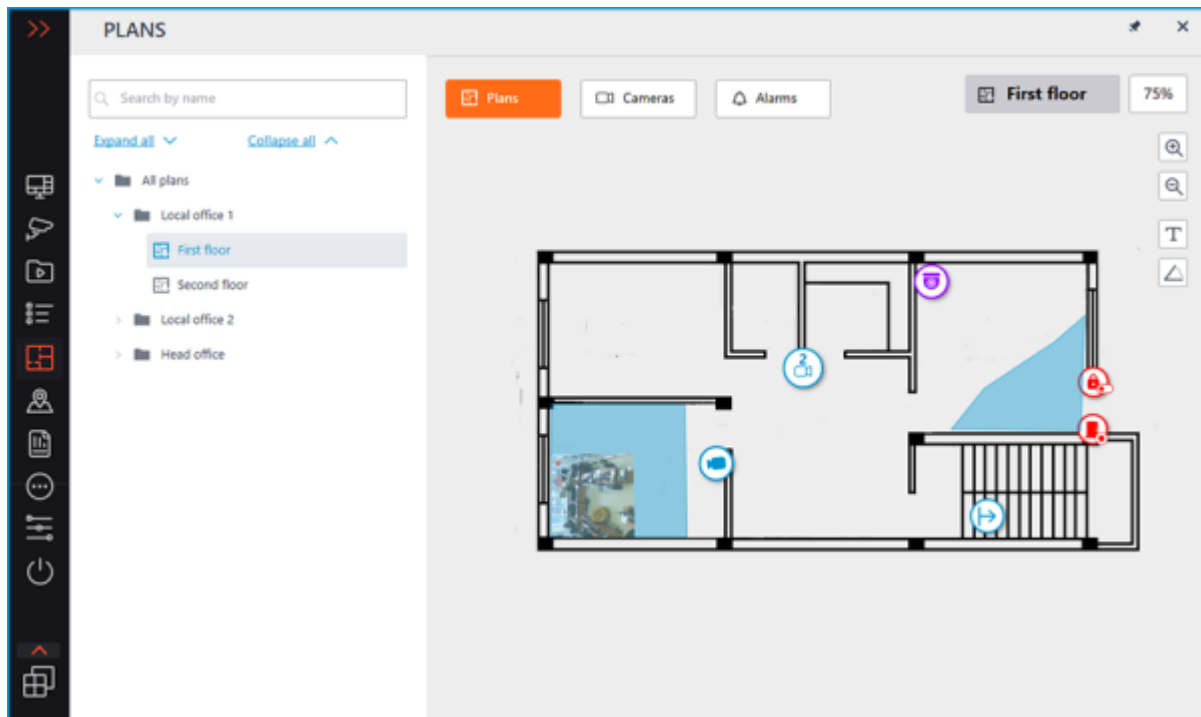 PLANS
Search by name
Expand all
Collapse all
All plans
Local office 1
First floor
Second floor
Local office 2
Head office
Plans
Cameras
Alarms
First floor
75%
T
2